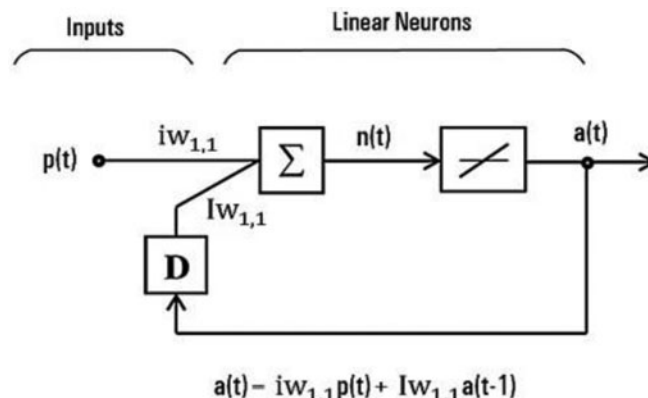 Inputs
Linear Neurons
p(t)
iw₁,₁
Iw₁,₁
Σ
n(t)
a(t)
D
a(t) = iw₁,₁p(t) + Iw₁,₁a(t-1)